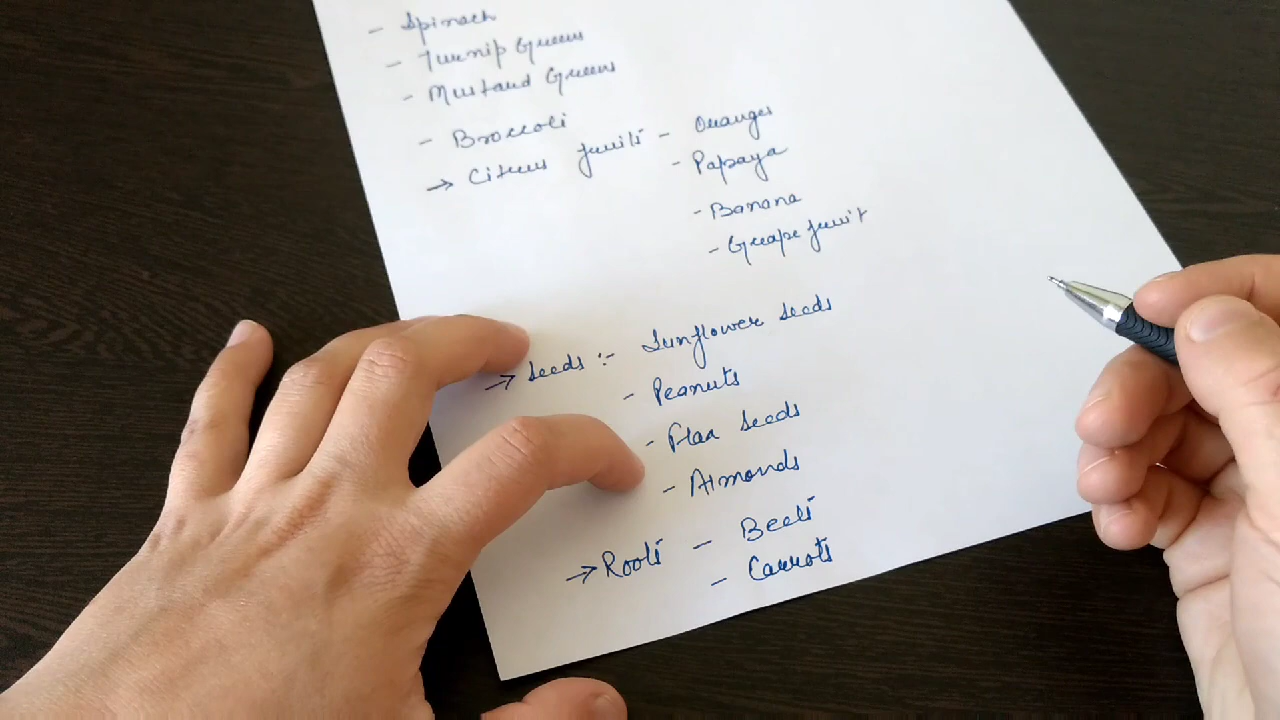 - Spinach
- Turnip Greens
- Mustard Greens
- Broccoli
→ Citrus fruits - Oranges
- Papaya
- Banana
- Grape fruit
→ Seeds :- Sunflower seeds
- Peanuts
- Flax seeds
- Almonds
→ Roots - Beets
- Carrots